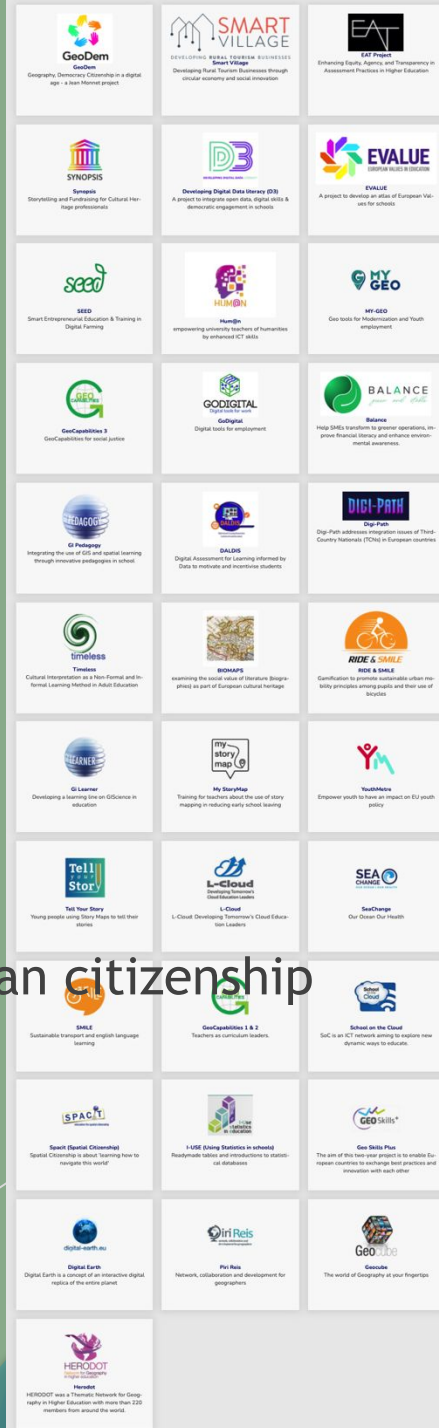 GeoDem
GeoDem
Geography, Democracy Citizenship in a digital
age - a Jean Monnet project
SMART
VILLAGE
DEVELOPING RURAL TOURISM BUSINESSES
Smart Village
Developing Rural Tourism Businesses through
circular economy and social innovation
EAT
EAT Project
Enhancing Equity, Agency, and Transparency in
Assessment Practices in Higher Education
SYNOPSIS
Synopsis
Storytelling and Fundraising for Cultural Her-
itage professionals
D3
DEVELOPING DIGITAL DATA
Developing Digital Data literacy (D3)
A project to integrate open data, digital skills &
democratic engagement in schools
EVALUE
EUROPEAN VALUES IN EDUCATION
EVALUE
A project to develop an atlas of European Val-
ues for schools
seed
SEED
Smart Entrepreneurial Education & Training in
Digital Farming
HUM@N
Hum@n
empowering university teachers of humanities
by enhanced ICT skills
MY
GEO
MY-GEO
Geo tools for Modernization and Youth
employment
GEO
CAPABILITIES
GeoCapabilities 3
GeoCapabilities for social justice
GODIGITAL
Digital tools for work
GoDigital
Digital tools for employment
BALANCE
green and skills
Balance
Help SMEs transform to greener operations, im-
prove financial literacy and enhance environ-
mental awareness.
PEDAGOGY
GI Pedagogy
Integrating the use of GIS and spatial learning
through innovative pedagogies in school
DALDIS
DALDIS
Digital Assessment for Learning informed by
Data to motivate and incentivise students
DIGI-PATH
Digi-Path
Digi-Path addresses integration issues of Third-
Country Nationals (TCNs) in European countries
timeless
Timeless
Cultural Interpretation as a Non-Formal and In-
formal Learning Method in Adult Education
BIOMAPS
examining the social value of literature (biogra-
phies) as part of European cultural heritage
RIDE & SMILE
RIDE & SMILE
Gamification to promote sustainable urban mo-
bility principles among pupils and their use of
bicycles
LEARNER
Gi Learner
Developing a learning line on GIScience in
education
my
story
map
My StoryMap
Training for teachers about the use of story
mapping in reducing early school leaving
YM
YouthMetro
Empower youth to have an impact on EU youth
policy
Tell
your
Story
Tell Your Story
Young people using Story Maps to tell their
stories
L-Cloud
Developing Tomorrow's
Cloud Education Leaders
L-Cloud
L-Cloud: Developing Tomorrow's Cloud Educa-
tion Leaders
SEA
CHANGE
SeaChange
Our Ocean Our Health
an citizenship
SMILE
Sustainable transport and english language
learning
GeoCapabilities 1 & 2
Teachers as curriculum leaders.
School
Cloud
School on the Cloud
SoC is an ICT network aiming to explore new
dynamic ways to educate.
SPACIT
Spacit (Spatial Citizenship)
Spatial Citizenship is about 'learning how to
navigate this world'
I-USE (Using Statistics in schools)
Readymade tables and introductions to statisti-
cal databases
GEO Skills+
Geo Skills Plus
The aim of this two-year project is to enable Eu-
ropean countries to exchange best practices and
innovation with each other
digital-earth.eu
Digital Earth
Digital Earth is a concept of an interactive digital
replica of the entire planet
Piri Reis
Piri Reis
Network, collaboration and development for
geographers
Geocube
Geocube
The world of Geography at your fingertips
HERODOT
Herodot
HERODOT was a Thematic Network for Geog-
raphy in Higher Education with more than 220
members from around the world.